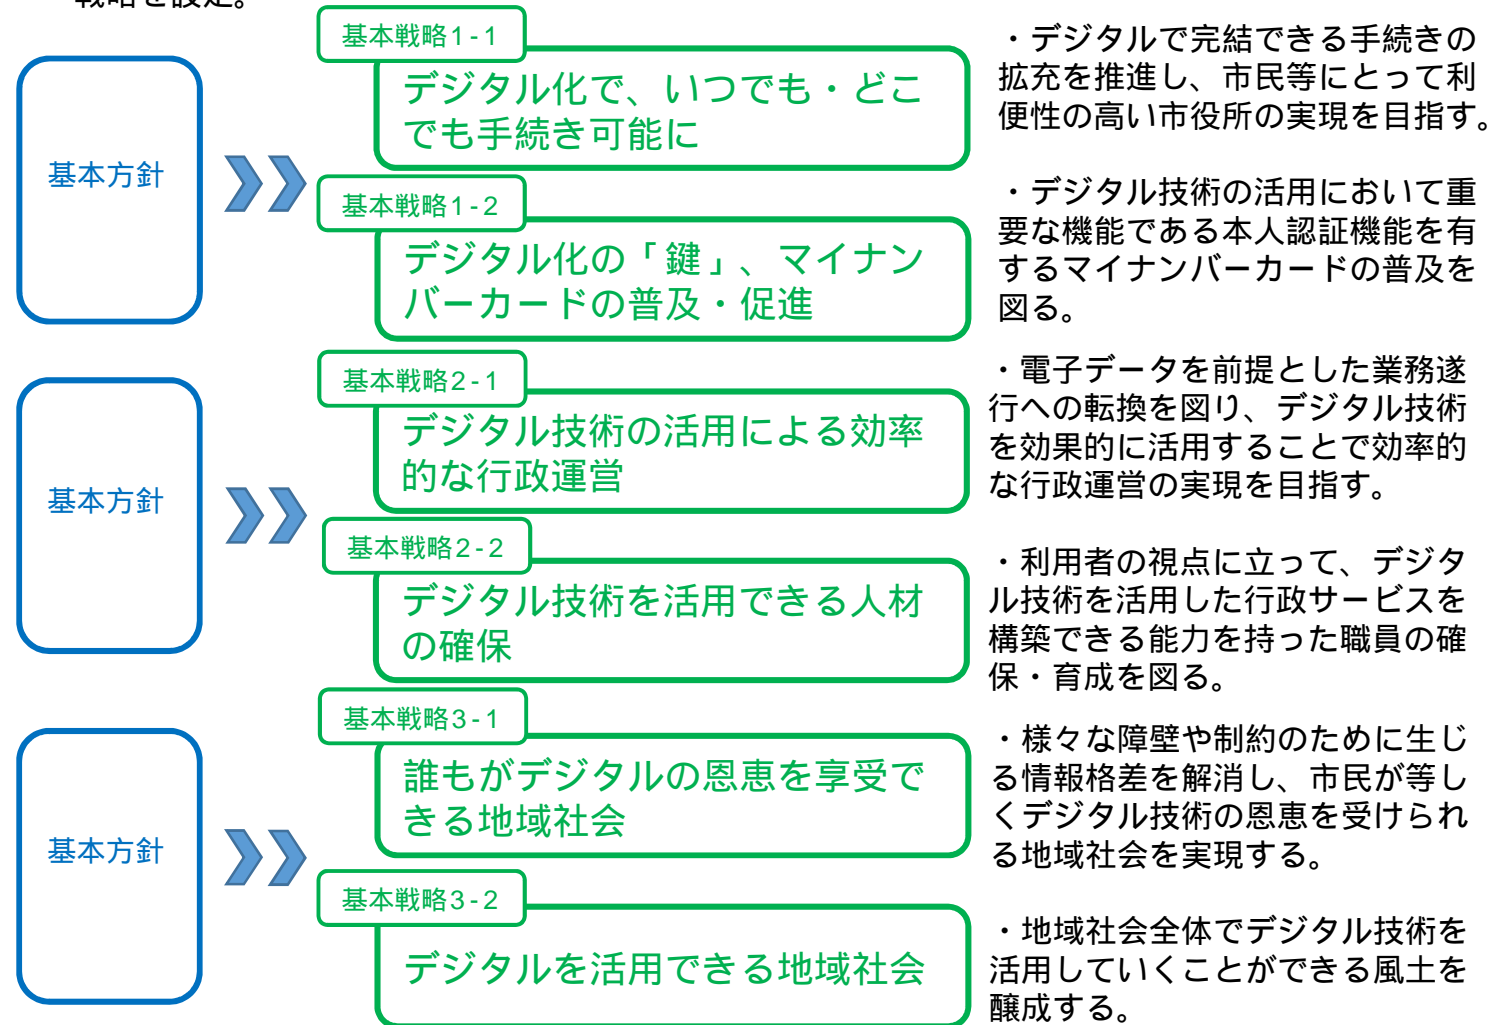 戦略を設定。
基本方針
基本戦略1-1
デジタル化で、いつでも・どこ
でも手続き可能に
・デジタルで完結できる手続きの
拡充を推進し、市民等にとって利
便性の高い市役所の実現を目指す。
基本戦略1-2
デジタル化の「鍵」、マイナン
バーカードの普及・促進
・デジタル技術の活用において重
要な機能である本人認証機能を有
するマイナンバーカードの普及を
図る。
基本方針
基本戦略2-1
デジタル技術の活用による効率
的な行政運営
・電子データを前提とした業務遂
行への転換を図り、デジタル技術
を効果的に活用することで効率的
な行政運営の実現を目指す。
基本戦略2-2
デジタル技術を活用できる人材
の確保
・利用者の視点に立って、デジタ
ル技術を活用した行政サービスを
構築できる能力を持った職員の確
保・育成を図る。
基本方針
基本戦略3-1
誰もがデジタルの恩恵を享受で
きる地域社会
・様々な障壁や制約のために生じ
る情報格差を解消し、市民が等し
くデジタル技術の恩恵を受けられ
る地域社会を実現する。
基本戦略3-2
デジタルを活用できる地域社会
・地域社会全体でデジタル技術を
活用していくことができる風土を
醸成する。